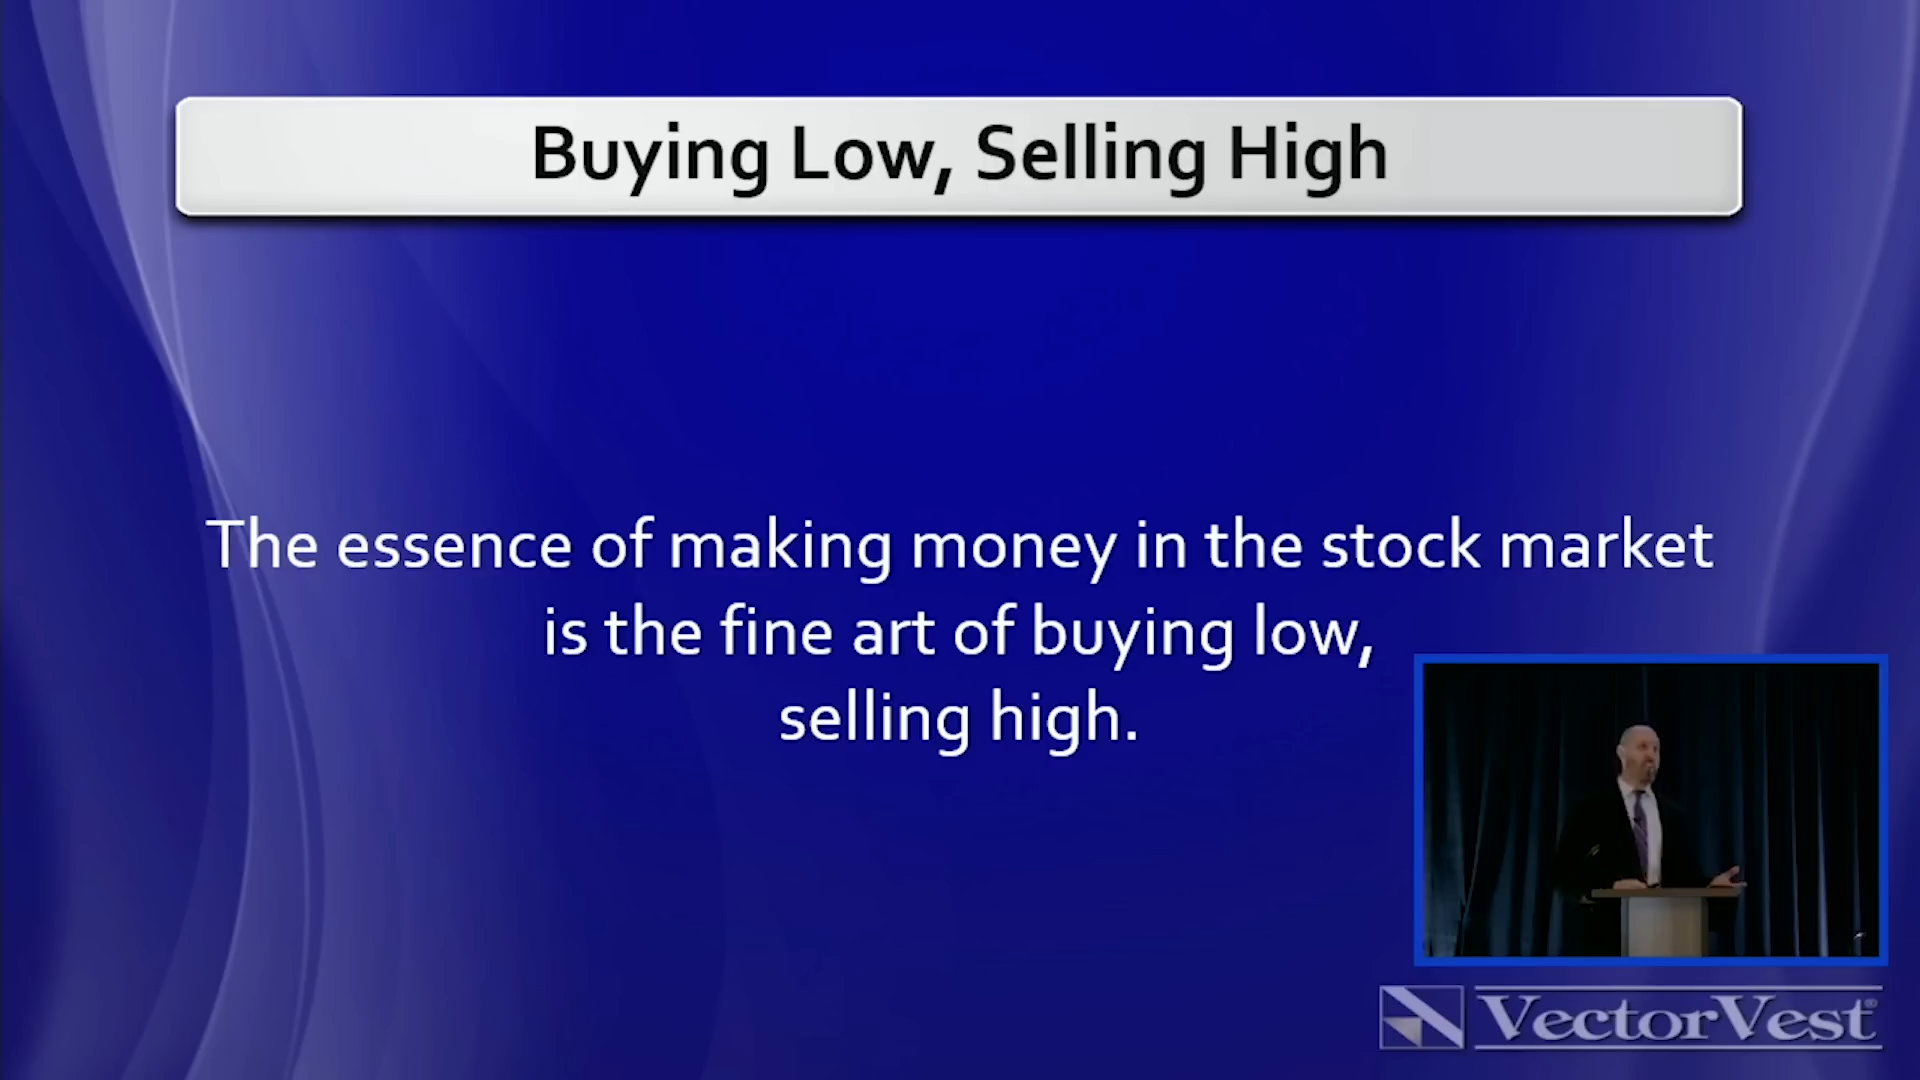 Buying Low, Selling High
The essence of making money in the stock market
is the fine art of buying low,
selling high.
VectorVest®